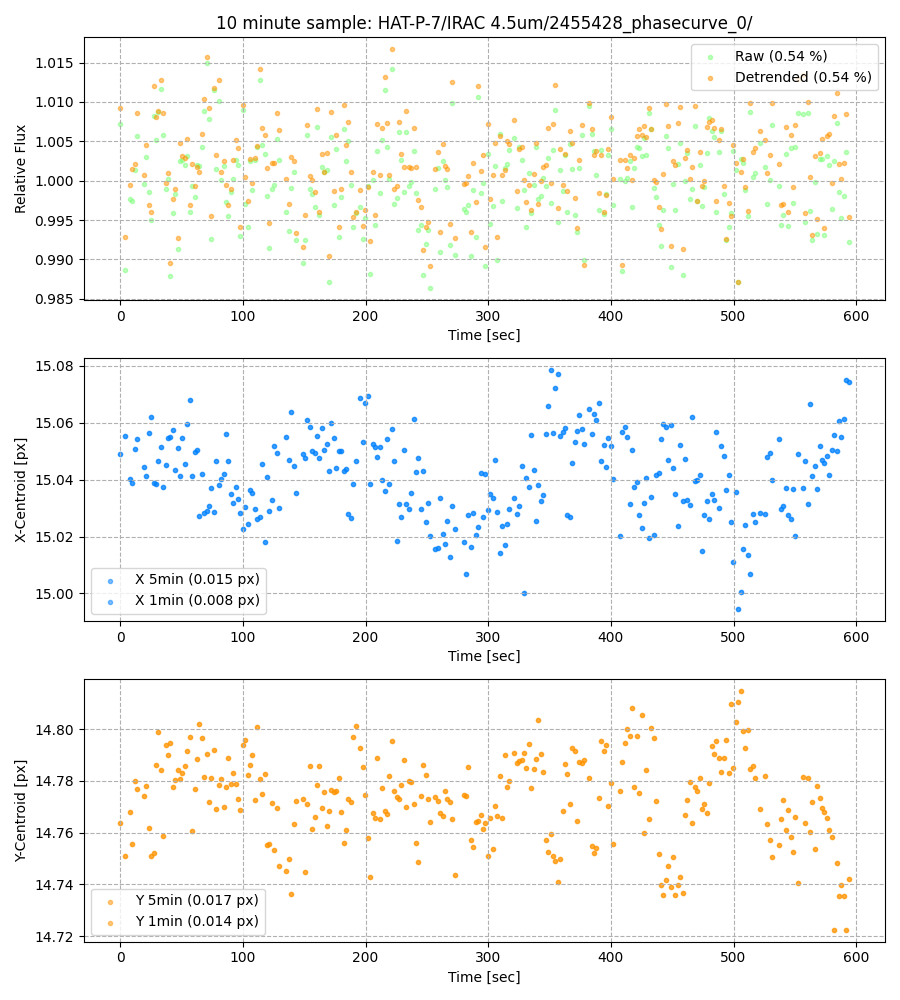 10 minute sample: HAT-P-7/IRAC 4.5um/2455428_phasecurve_0/
Relative Flux
1.015
1.010
1.005
1.000
0.995
0.990
0.985
Raw (0.54 %)
Detrended (0.54 %)
0 100 200 300 400 500 600
Time [sec]
X-Centroid [px]
15.08
15.06
15.04
15.02
15.00
X 5min (0.015 px)
X 1min (0.008 px)
0 100 200 300 400 500 600
Time [sec]
Y-Centroid [px]
14.80
14.78
14.76
14.74
14.72
Y 5min (0.017 px)
Y 1min (0.014 px)
0 100 200 300 400 500 600
Time [sec]